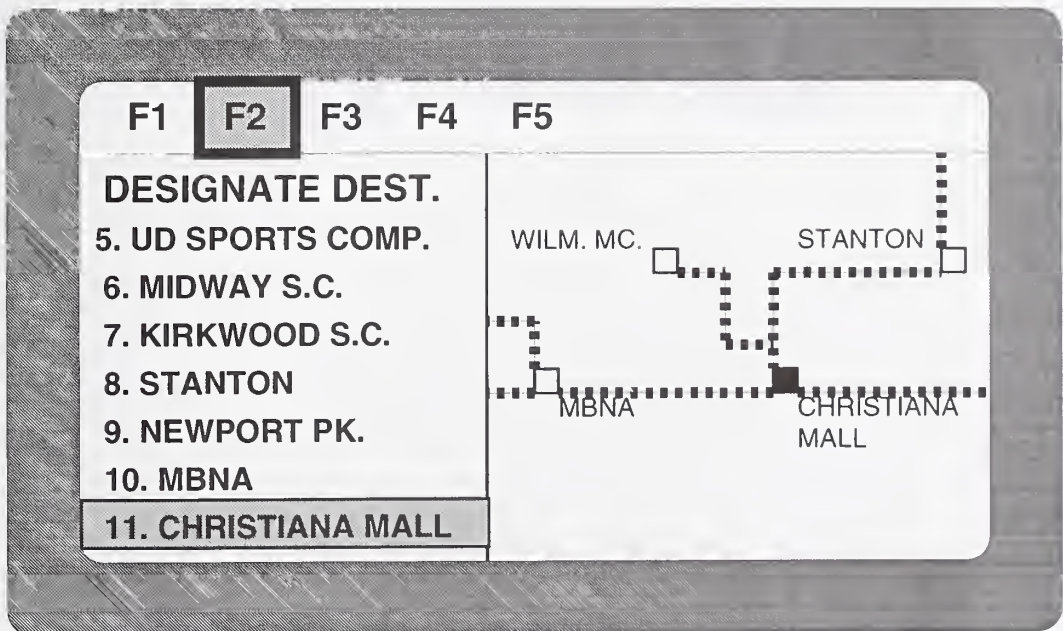 F1 F2 F3 F4 F5
DESIGNATE DEST.
5. UD SPORTS COMP.
6. MIDWAY S.C.
7. KIRKWOOD S.C.
8. STANTON
9. NEWPORT PK.
10. MBNA
11. CHRISTIANA MALL
WILM. MC.
STANTON
MBNA
CHRISTIANA
MALL